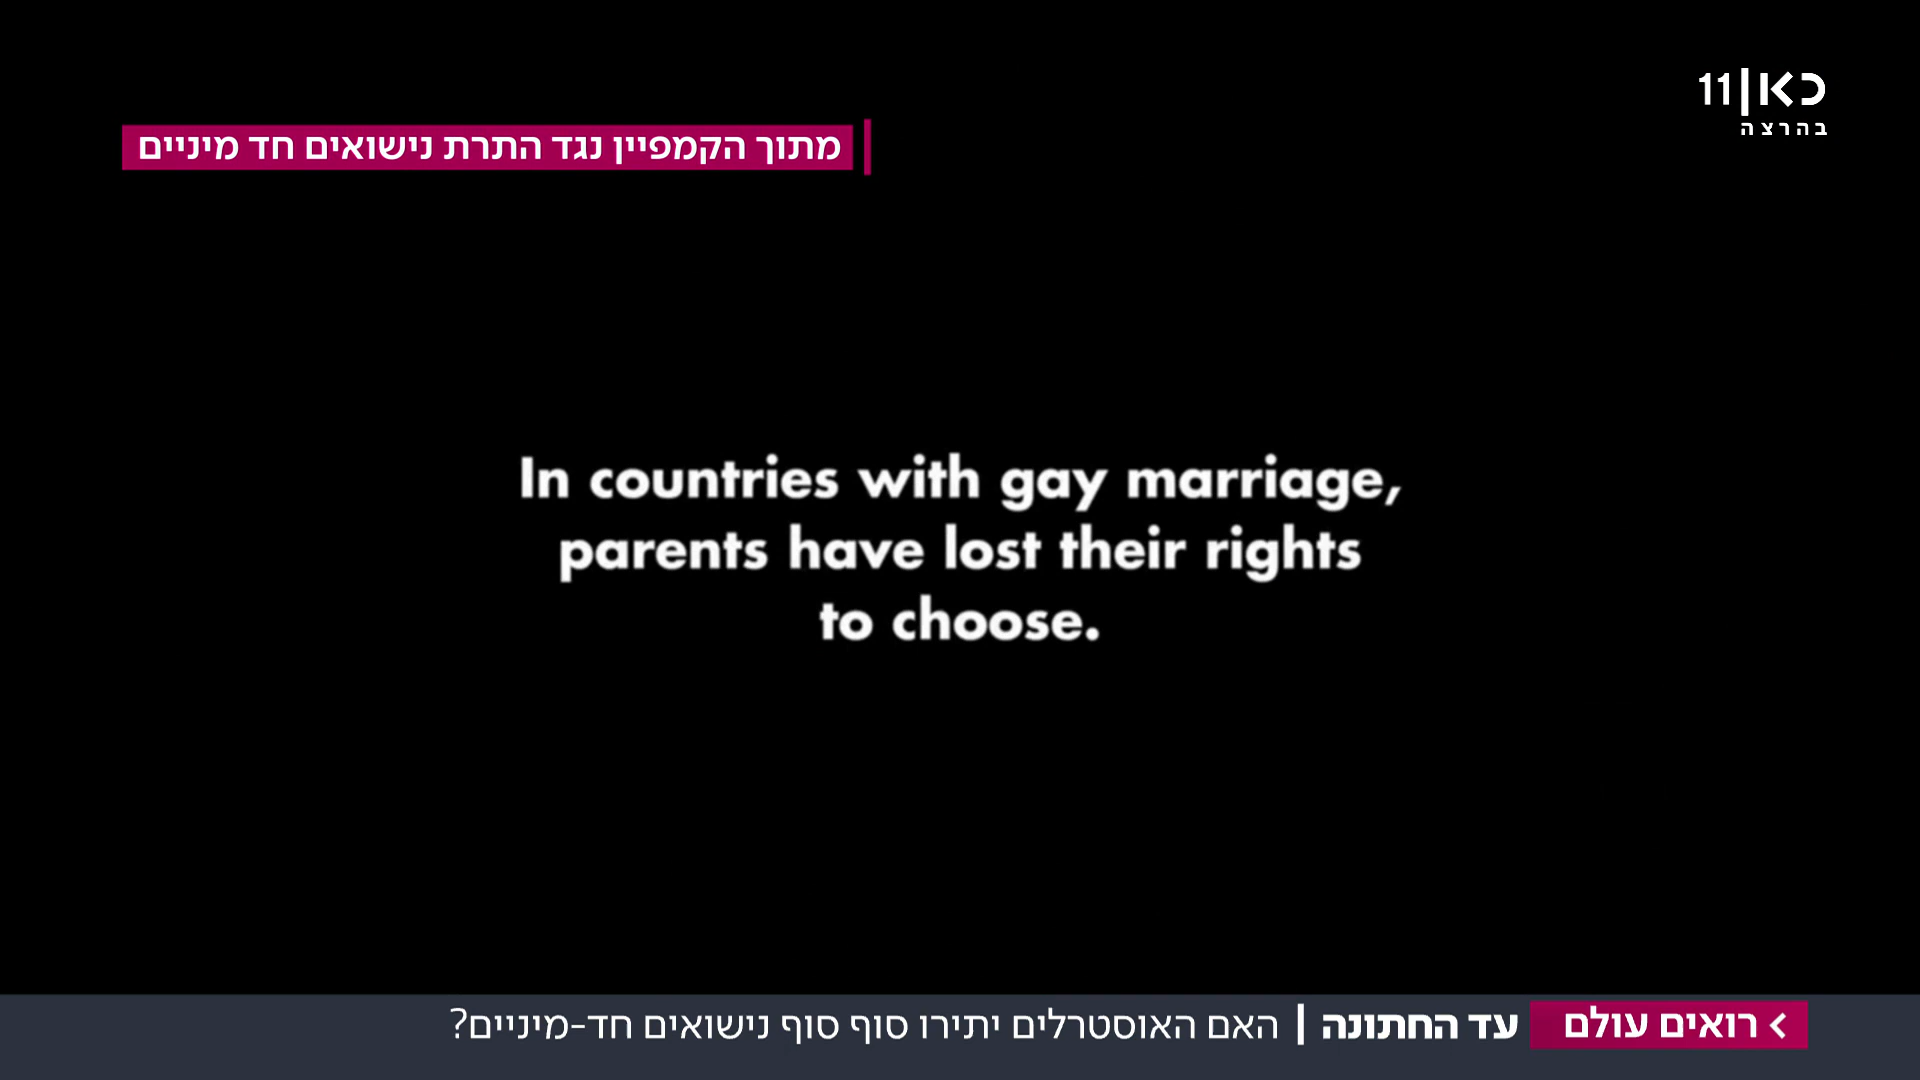 כאן 11
בהרצה
מתוך הקמפיין נגד התרת נישואים חד מיניים
In countries with gay marriage,
parents have lost their rights
to choose.
רואים עולם
עד החתונה | האם האוסטרלים יתירו סוף סוף נישואים חד-מיניים?